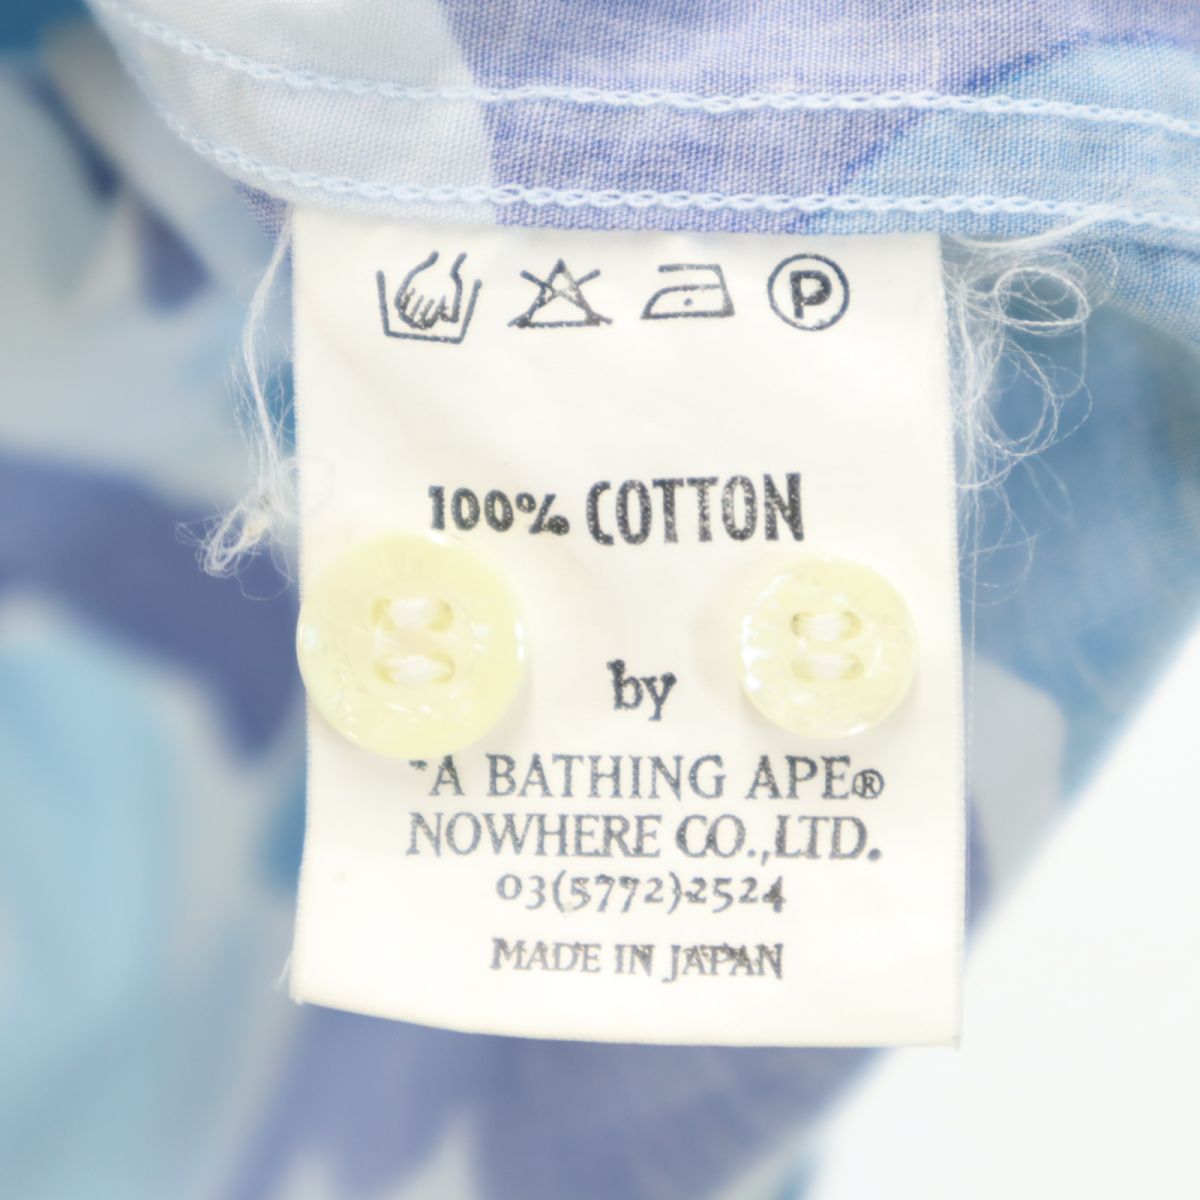 P
100% COTTON
by
"A BATHING APE®
NOWHERE CO.,LTD.
03(5772)2524
MADE IN JAPAN